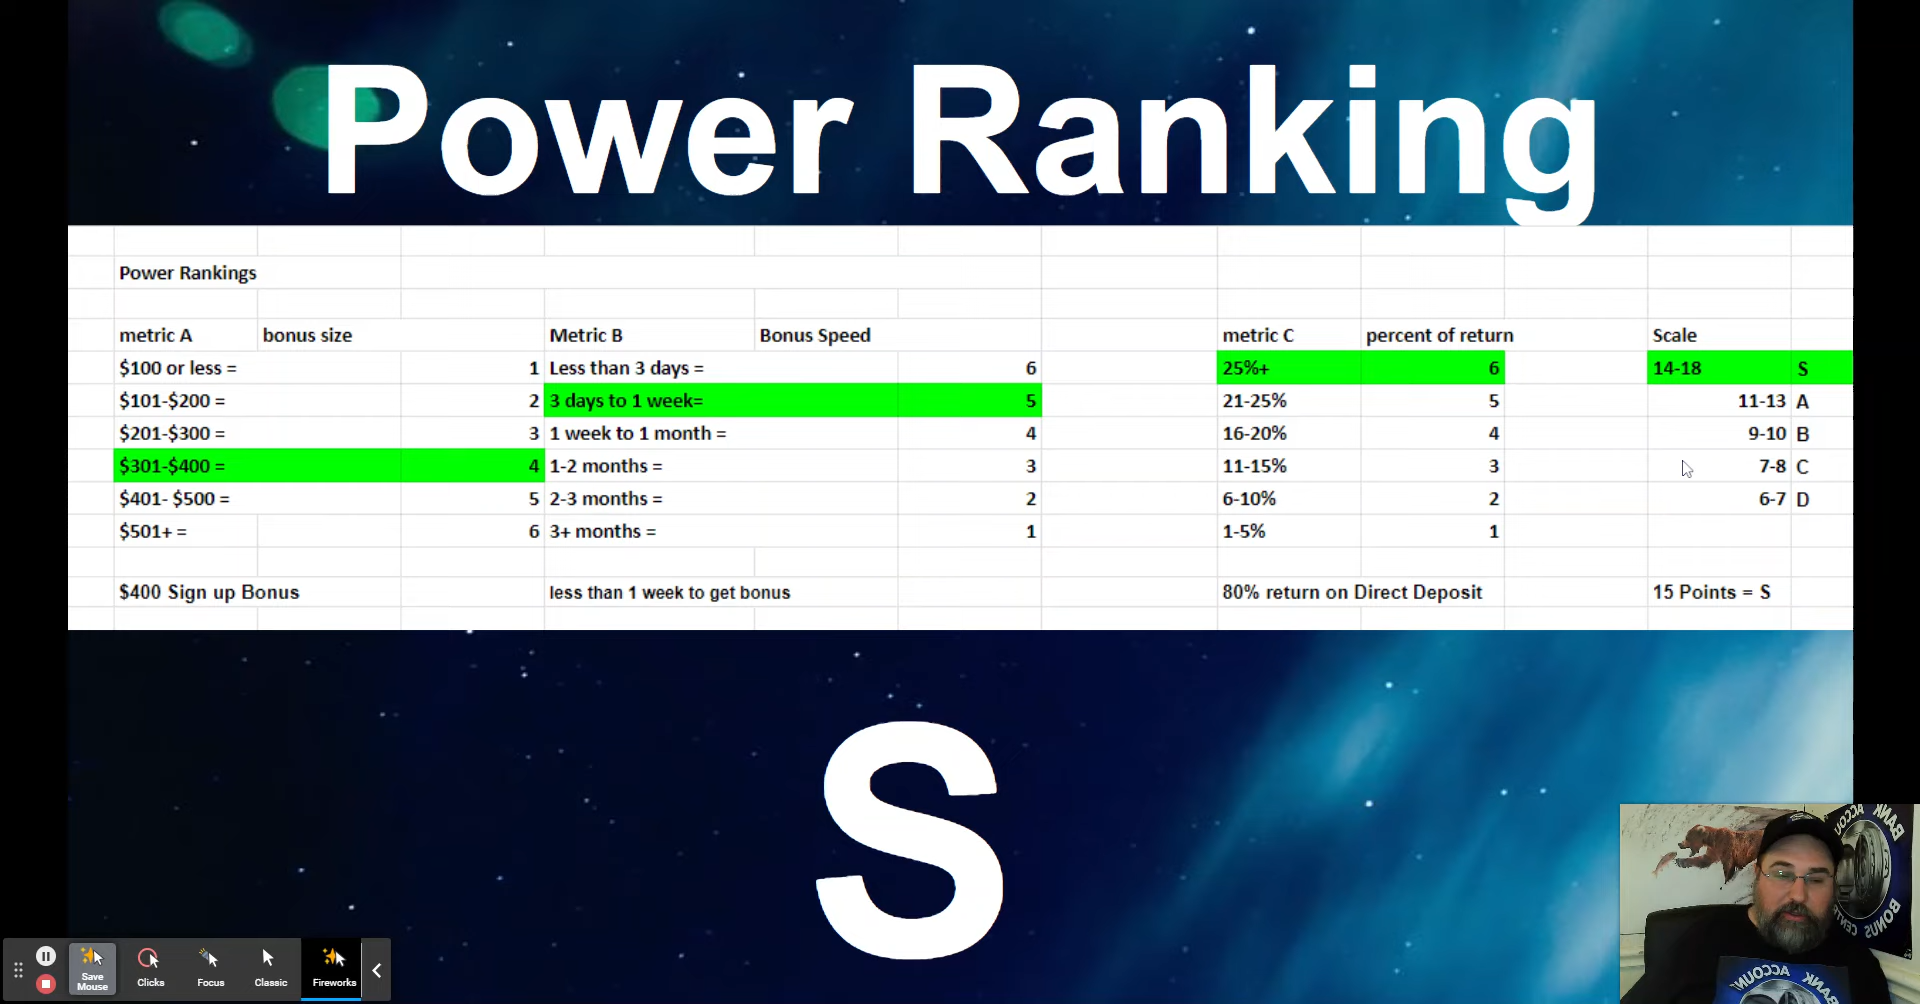 Power Ranking
Power Rankings
metric A bonus size Metric B Bonus Speed metric C percent of return Scale
$100 or less = 1 Less than 3 days = 6 25%+ 6 14-18 S
$101-$200 = 2 3 days to 1 week= 5 21-25% 5 11-13 A
$201-$300 = 3 1 week to 1 month = 4 16-20% 4 9-10 B
$301-$400 = 4 1-2 months = 3 11-15% 3 7-8 C
$401- $500 = 5 2-3 months = 2 6-10% 2 6-7 D
$501+ = 6 3+ months = 1 1-5% 1
$400 Sign up Bonus less than 1 week to get bonus 80% return on Direct Deposit 15 Points = S
S
BANK ACCOU
BONUS CENT
ACCOU
Save Mouse
Clicks
Focus
Classic
Fireworks